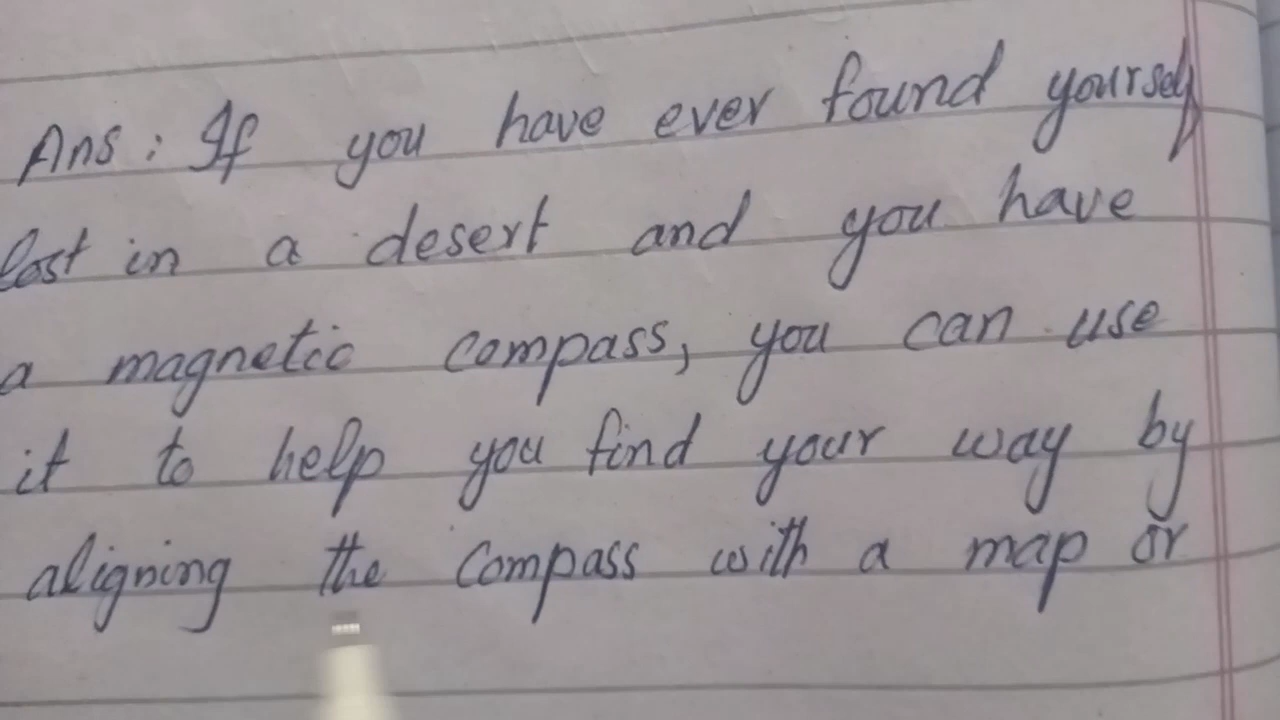 Ans: If you have ever found yourself
lost in a desert and you have
a magnetic compass, you can use
it to help you find your way by
aligning the compass with a map or